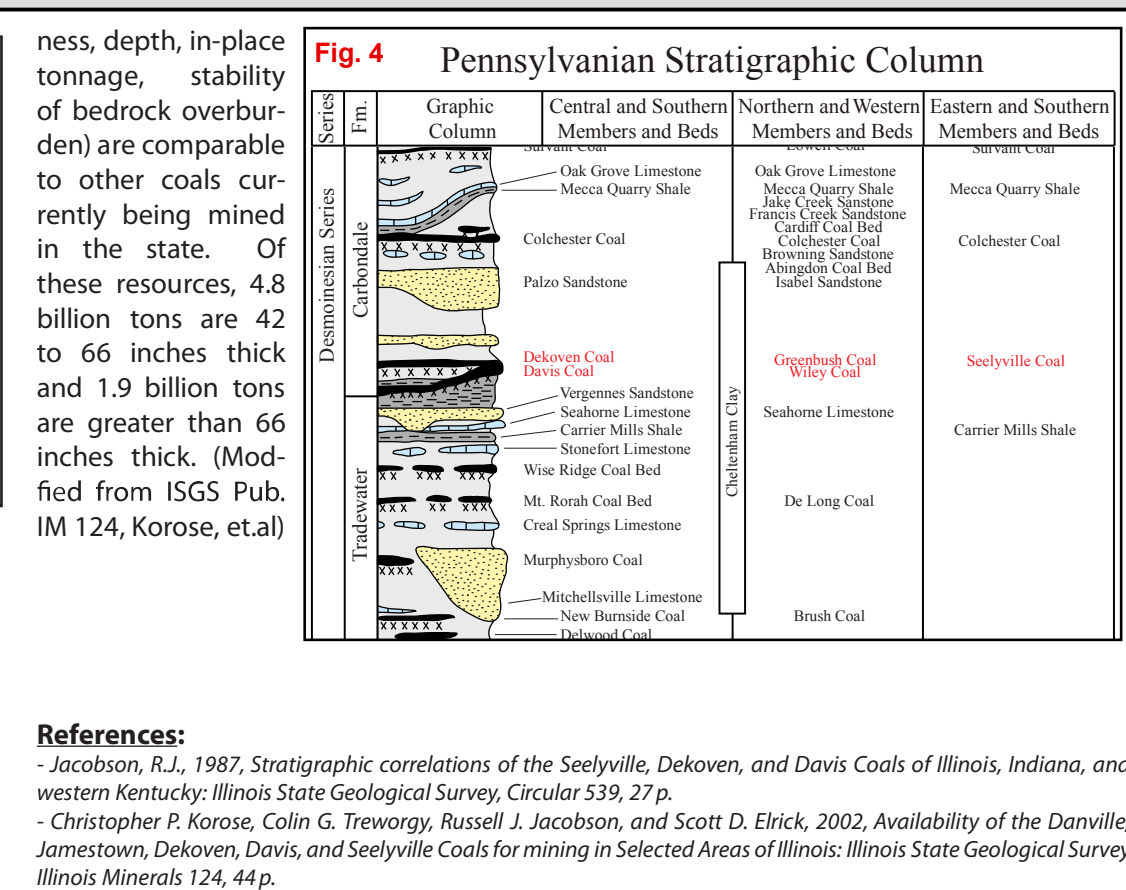 ness, depth, in-place
tonnage, stability
of bedrock overbur-
den) are comparable
to other coals cur-
rently being mined
in the state. Of
these resources, 4.8
billion tons are 42
to 66 inches thick
and 1.9 billion tons
are greater than 66
inches thick. (Mod-
fied from ISGS Pub.
IM 124, Korose, et.al)
Fig. 4
Pennsylvanian Stratigraphic Column
Series
Fm.
Graphic
Column
Central and Southern
Members and Beds
Northern and Western
Members and Beds
Eastern and Southern
Members and Beds
Desmoinesian Series
Carbondale
Tradewater
Survant Coal
Oak Grove Limestone
Mecca Quarry Shale
Colchester Coal
Palzo Sandstone
Dekoven Coal
Davis Coal
Vergennes Sandstone
Seahorne Limestone
Carrier Mills Shale
Stonefort Limestone
Wise Ridge Coal Bed
Mt. Rorah Coal Bed
Creal Springs Limestone
Murphysboro Coal
Mitchellsville Limestone
New Burnside Coal
Delwood Coal
Cheltenham Clay
Lowell Coal
Oak Grove Limestone
Mecca Quarry Shale
Jake Creek Sanstone
Francis Creek Sandstone
Cardiff Coal Bed
Colchester Coal
Browning Sandstone
Abingdon Coal Bed
Isabel Sandstone
Greenbush Coal
Wiley Coal
Seahorne Limestone
De Long Coal
Brush Coal
Survant Coal
Mecca Quarry Shale
Colchester Coal
Seelyville Coal
Carrier Mills Shale
References:
- Jacobson, R.J., 1987, Stratigraphic correlations of the Seelyville, Dekoven, and Davis Coals of Illinois, Indiana, and
western Kentucky: Illinois State Geological Survey, Circular 539, 27 p.
- Christopher P. Korose, Colin G. Treworgy, Russell J. Jacobson, and Scott D. Elrick, 2002, Availability of the Danville,
Jamestown, Dekoven, Davis, and Seelyville Coals for mining in Selected Areas of Illinois: Illinois State Geological Survey
Illinois Minerals 124, 44 p.